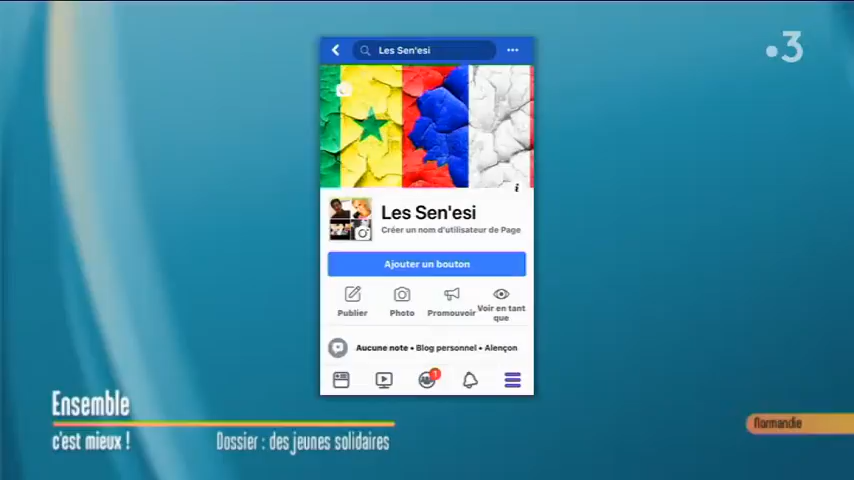 3
Les Sen'esi
Les Sen'esi
Créer un nom d'utilisateur de Page
Ajouter un bouton
Publier
Photo
Promouvoir
Voir en tant
que
Aucune note • Blog personnel • Alençon
1
Ensemble
c'est mieux !
Dossier : des jeunes solidaires
Normandie